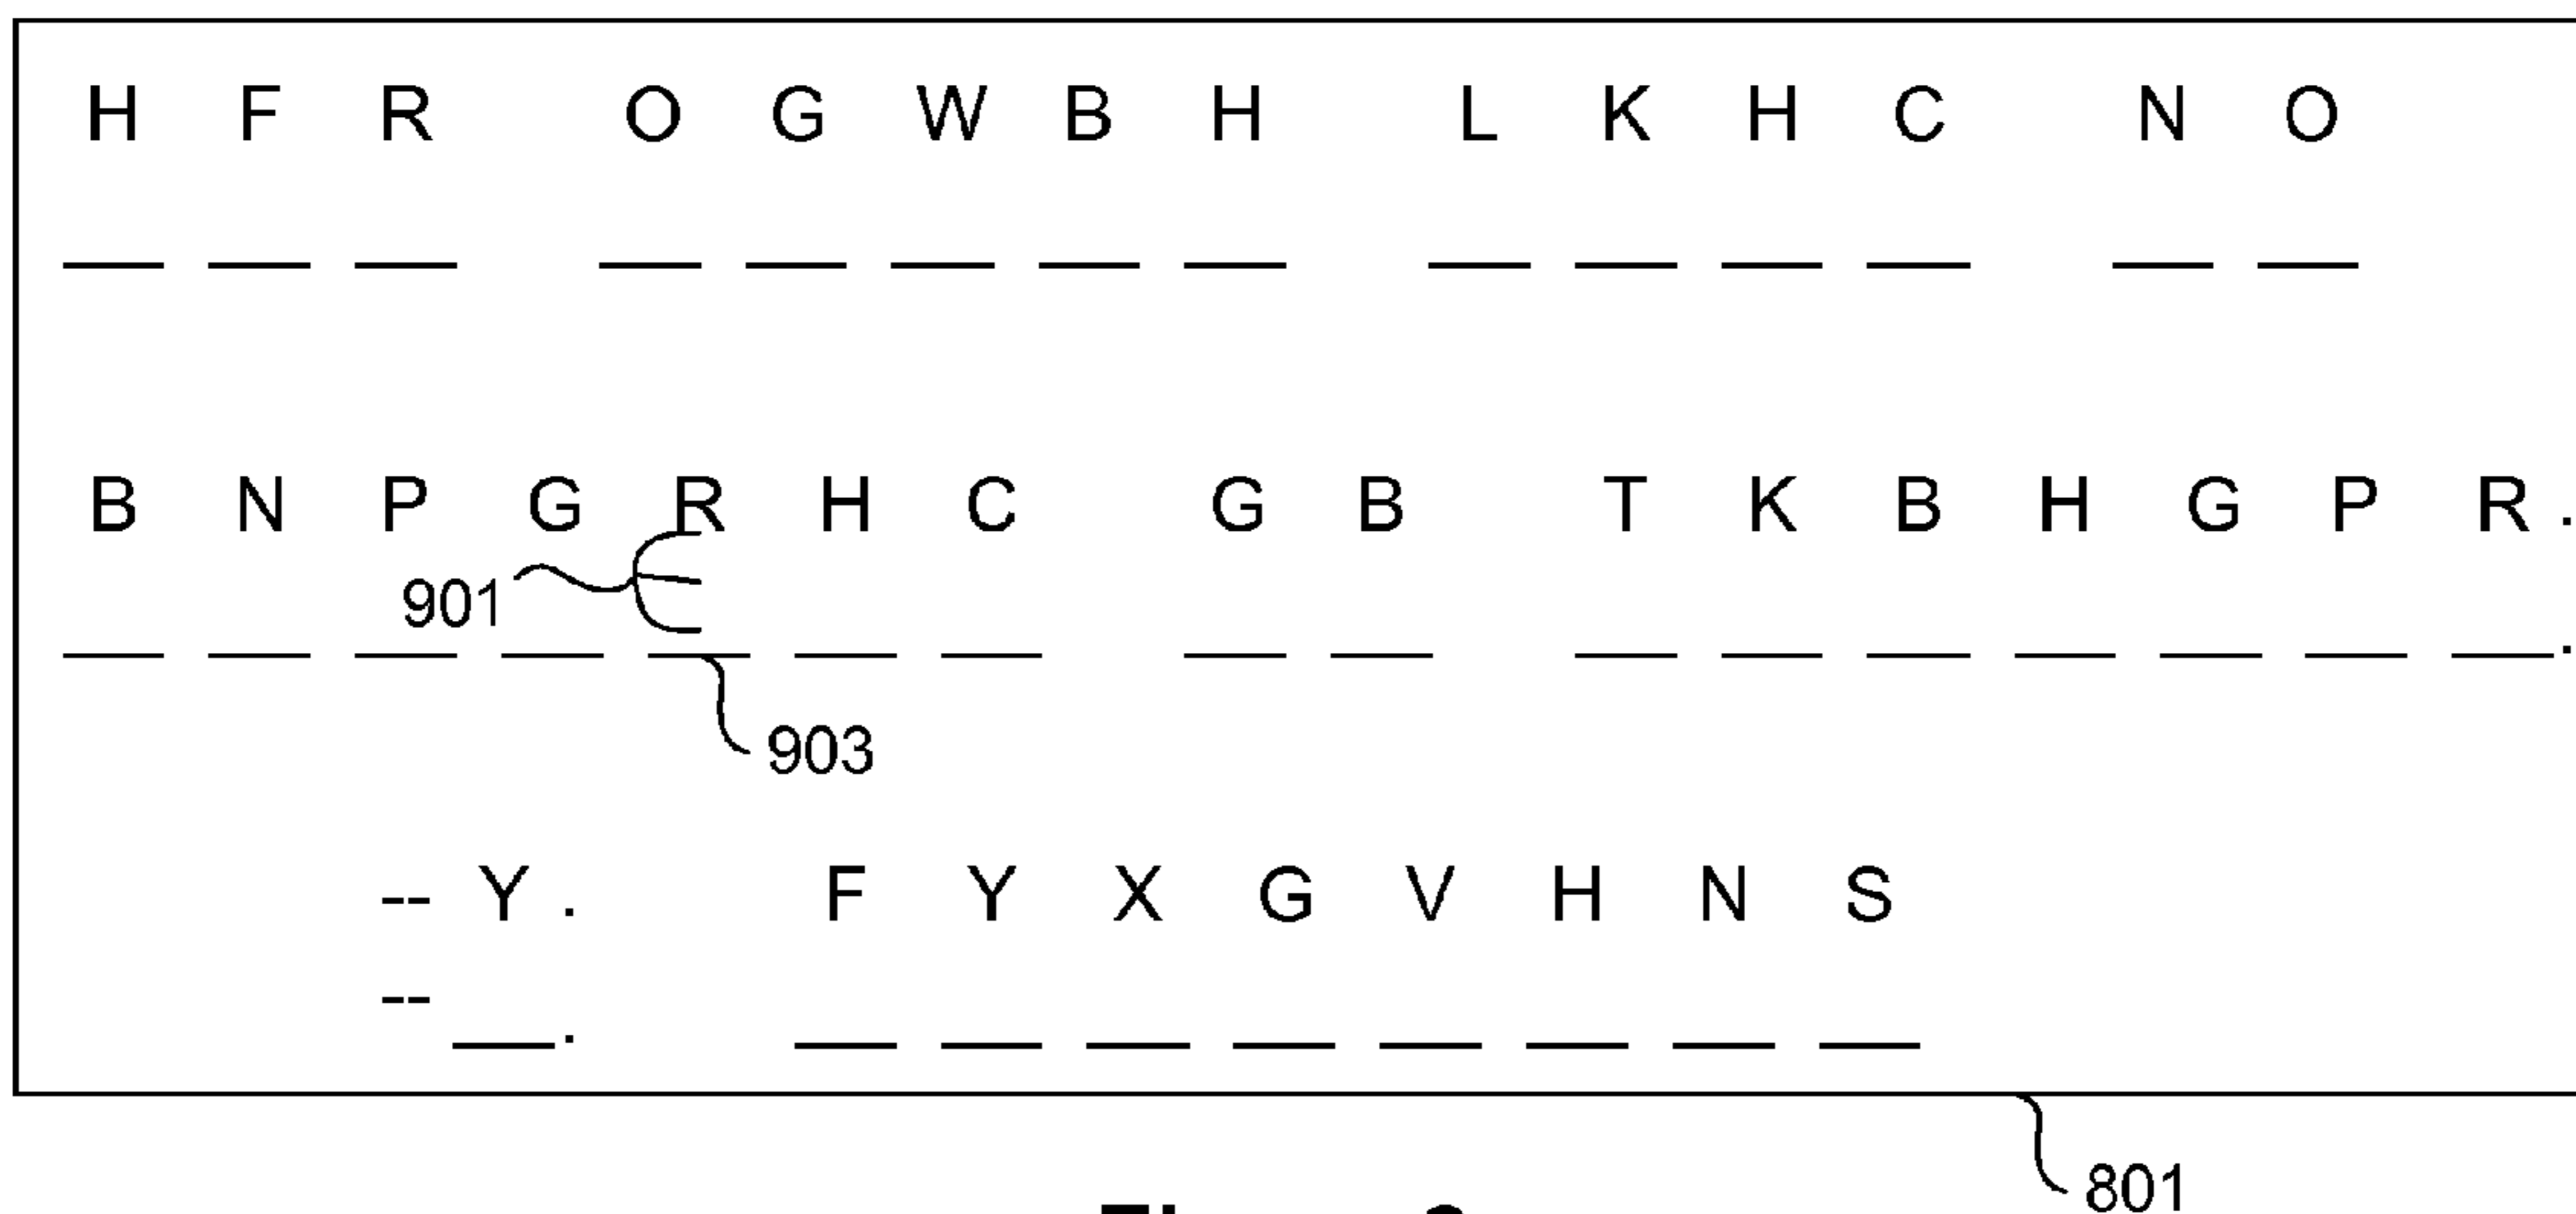 H F R O G W B H L K H C N O
B N P G R H C G B T K B H G P R .
901
903
-- Y . F Y X G V H N S
-- .
801